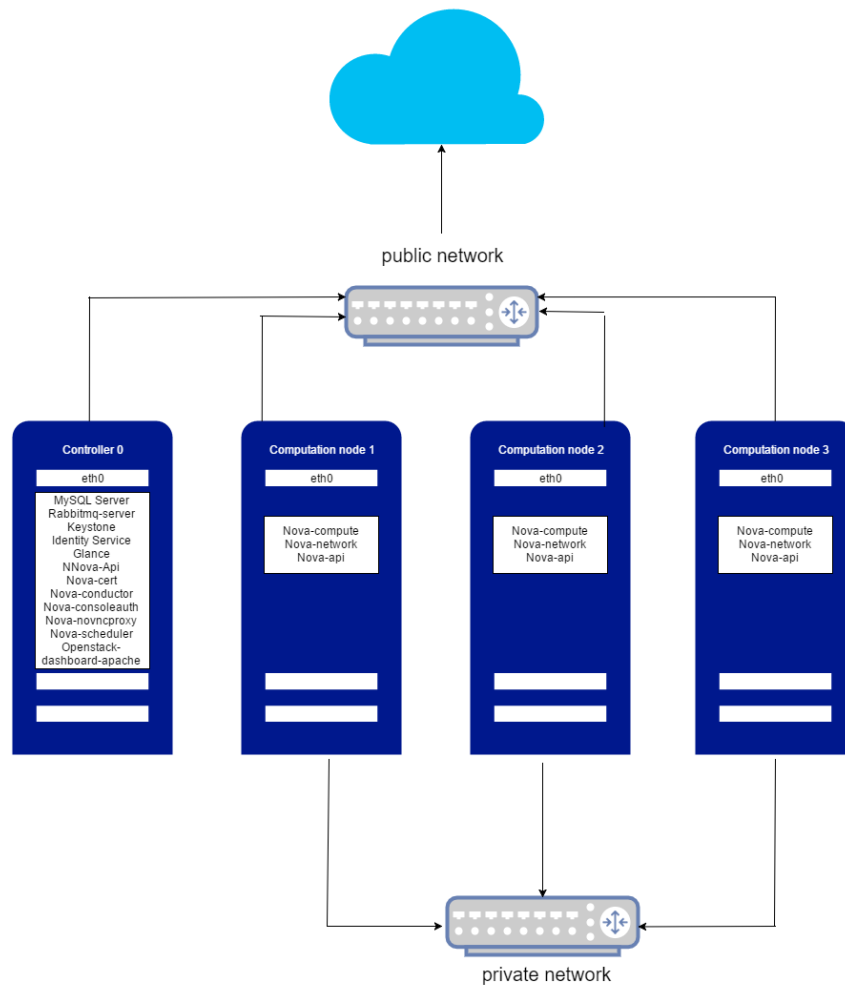 public network
Controller 0
eth0
MySQL Server
Rabbitmq-server
Keystone
Identity Service
Glance
NNova-Api
Nova-cert
Nova-conductor
Nova-consoleauth
Nova-novncproxy
Nova-scheduler
Openstack-
dashboard-apache
Computation node 1
eth0
Nova-compute
Nova-network
Nova-api
Computation node 2
eth0
Nova-compute
Nova-network
Nova-api
Computation node 3
eth0
Nova-compute
Nova-network
Nova-api
private network